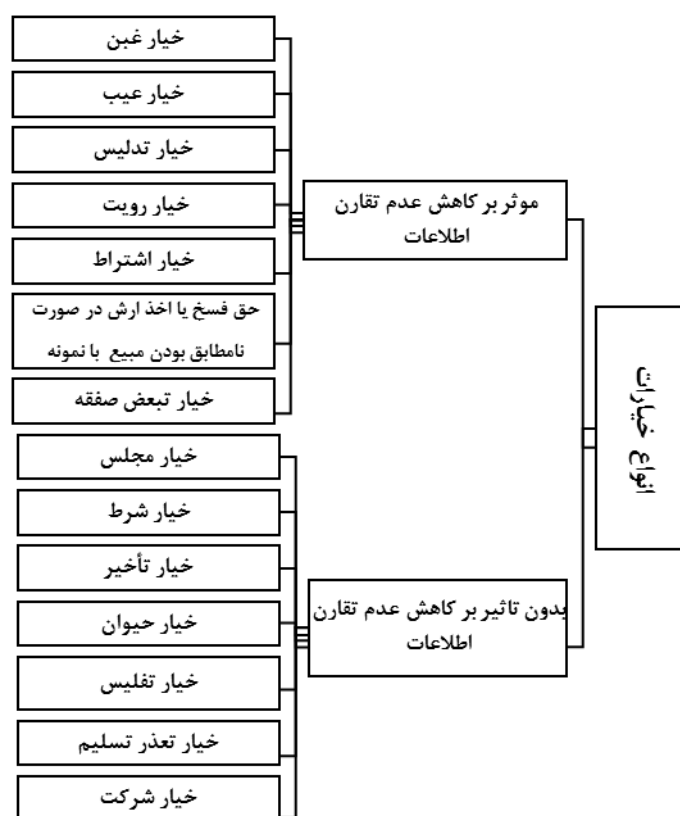 انواع خیارات
موثر بر کاهش عدم تقارن
اطلاعات
خیار غبن
خیار عیب
خیار تدلیس
خیار رویت
خیار اشتراط
حق فسخ یا اخذ ارش در صورت
نامطابق بودن مبیع با نمونه
خیار تبعض صفقه
بدون تاثیر بر کاهش عدم تقارن
اطلاعات
خیار مجلس
خیار شرط
خیار تأخیر
خیار حیوان
خیار تفلیس
خیار تعذر تسلیم
خیار شرکت